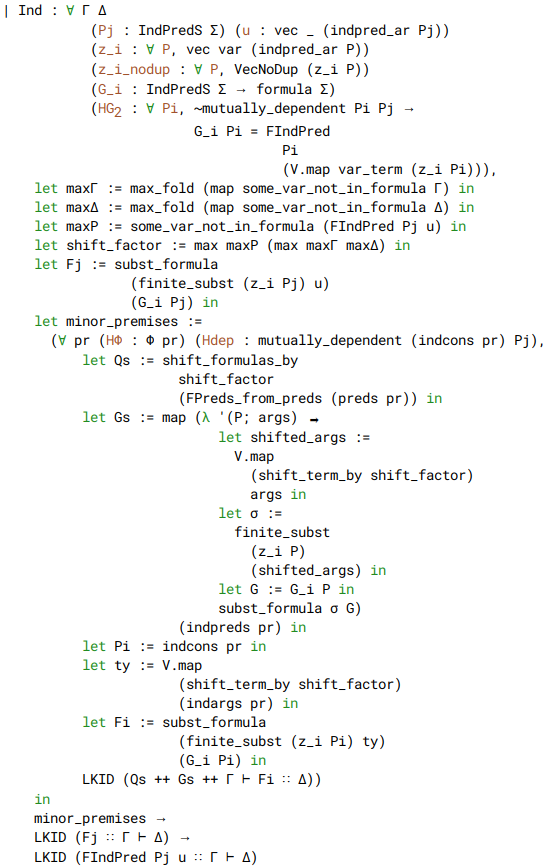 | Ind : ∀ Γ Δ
(Pj : IndPredS Σ) (u : vec _ (indpred_ar Pj))
(z_i : ∀ P, vec var (indpred_ar P))
(z_i_nodup : ∀ P, VecNoDup (z_i P))
(G_i : IndPredS Σ → formula Σ)
(HG2 : ∀ Pi, ~mutually_dependent Pi Pj →
G_i Pi = FIndPred
Pi
(V.map var_term (z_i Pi))),
let maxΓ := max_fold (map some_var_not_in_formula Γ) in
let maxΔ := max_fold (map some_var_not_in_formula Δ) in
let maxP := some_var_not_in_formula (FIndPred Pj u) in
let shift_factor := max maxP (max maxΓ maxΔ) in
let Fj := subst_formula
(finite_subst (z_i Pj) u)
(G_i Pj) in
let minor_premises :=
(∀ pr (HΦ : Φ pr) (Hdep : mutually_dependent (indcons pr) Pj),
let Qs := shift_formulas_by
shift_factor
(FPreds_from_preds (preds pr)) in
let Gs := map (λ '(P; args) →
let shifted_args :=
V.map
(shift_term_by shift_factor)
args in
let σ :=
finite_subst
(z_i P)
(shifted_args) in
let G := G_i P in
subst_formula σ G)
(indpreds pr) in
let Pi := indcons pr in
let ty := V.map
(shift_term_by shift_factor)
(indargs pr) in
let Fi := subst_formula
(finite_subst (z_i Pi) ty)
(G_i Pi) in
LKID (Qs ++ Gs ++ Γ ⊢ Fi :: Δ))
in
minor_premises →
LKID (Fj :: Γ ⊢ Δ) →
LKID (FIndPred Pj u :: Γ ⊢ Δ)